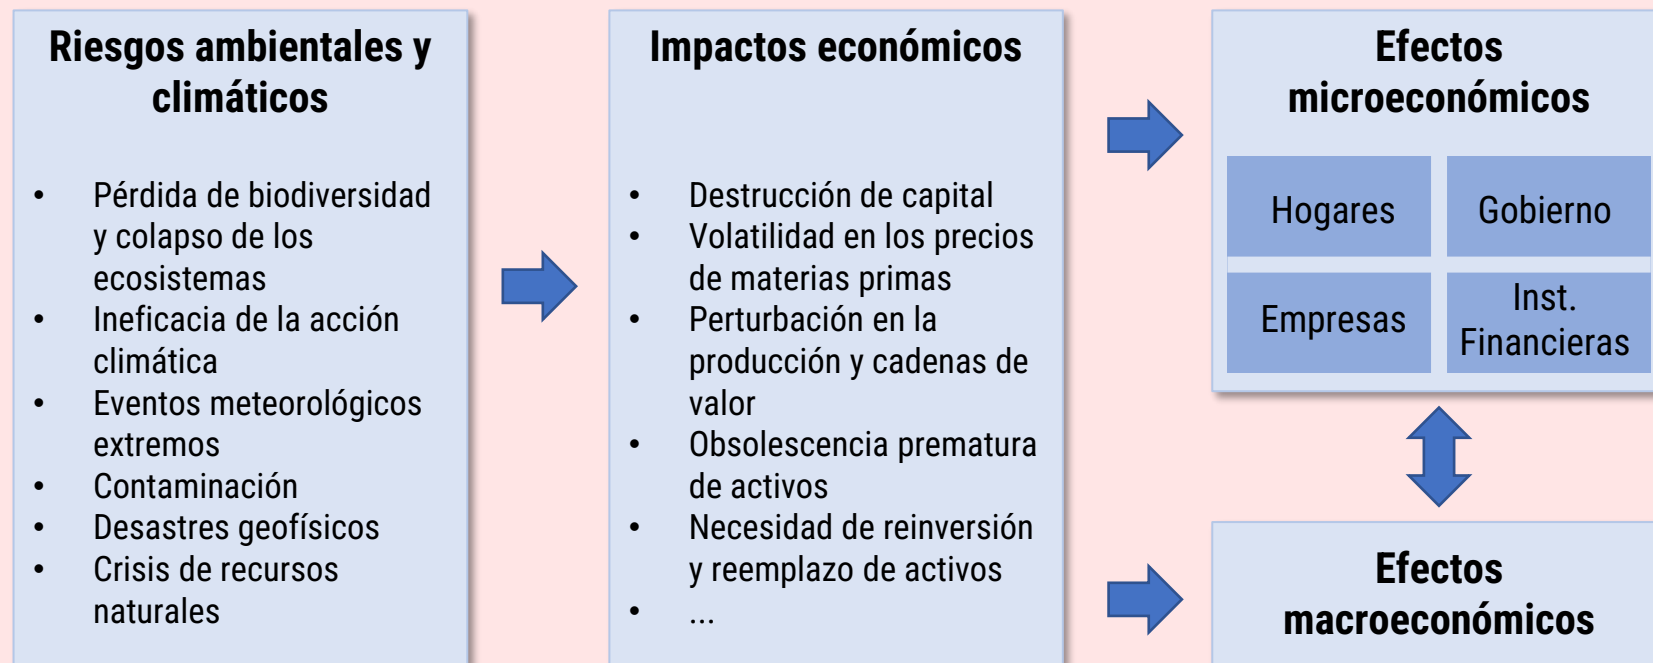 Riesgos ambientales y
climáticos
• Pérdida de biodiversidad
y colapso de los
ecosistemas
• Ineficacia de la acción
climática
• Eventos meteorológicos
extremos
• Contaminación
• Desastres geofísicos
• Crisis de recursos
naturales
Impactos económicos
• Destrucción de capital
• Volatilidad en los precios
de materias primas
• Perturbación en la
producción y cadenas de
valor
• Obsolescencia prematura
de activos
• Necesidad de reinversión
y reemplazo de activos
• ...
Efectos
microeconómicos
Hogares
Gobierno
Empresas
Inst.
Financieras
Efectos
macroeconómicos